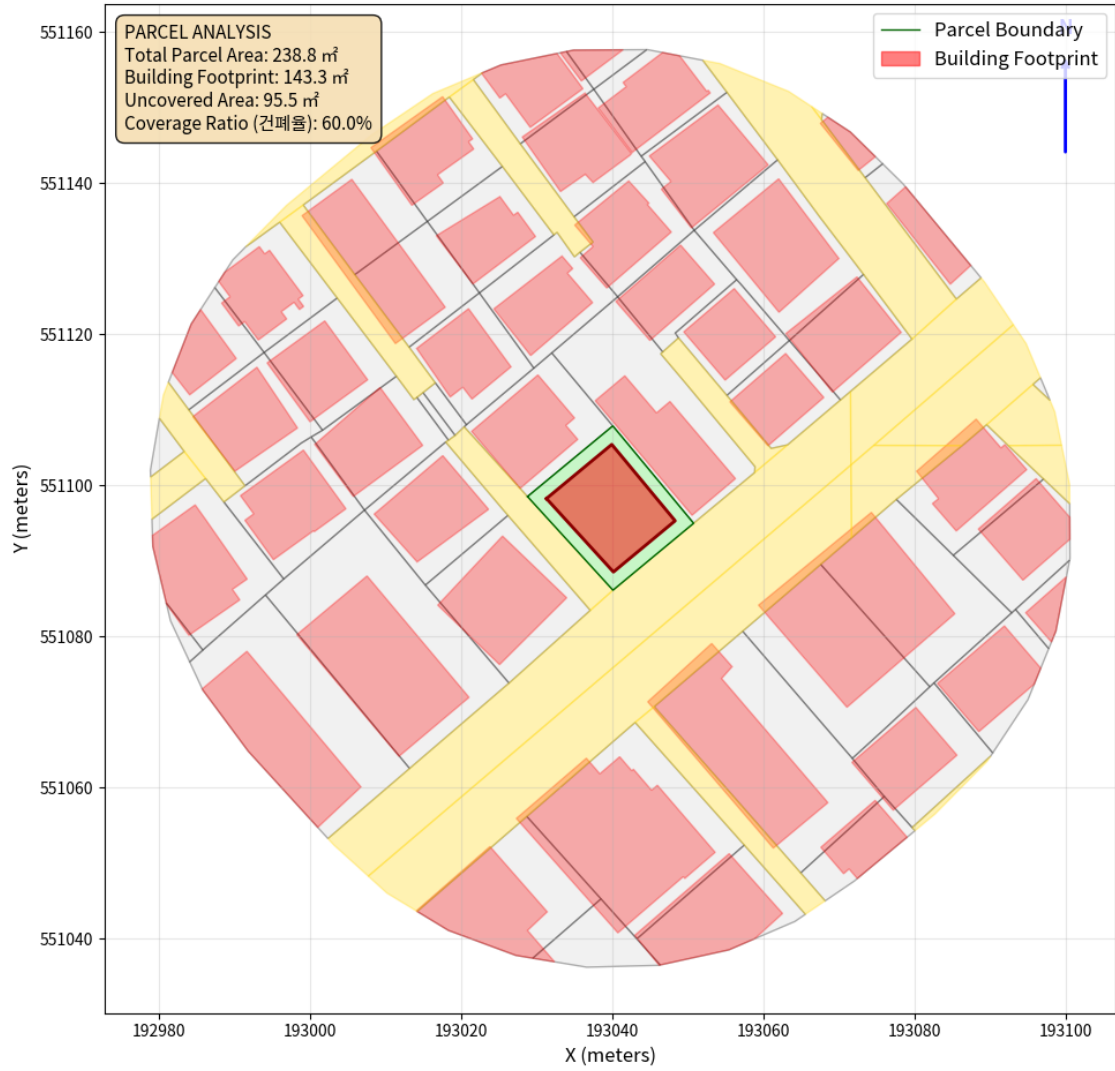 PARCEL ANALYSIS
Total Parcel Area: 238.8 ㎡
Building Footprint: 143.3 ㎡
Uncovered Area: 95.5 ㎡
Coverage Ratio (건폐율): 60.0%
Parcel Boundary
Building Footprint
N
551160
551140
551120
551100
551080
551060
551040
Y (meters)
192980
193000
193020
193040
193060
193080
193100
X (meters)